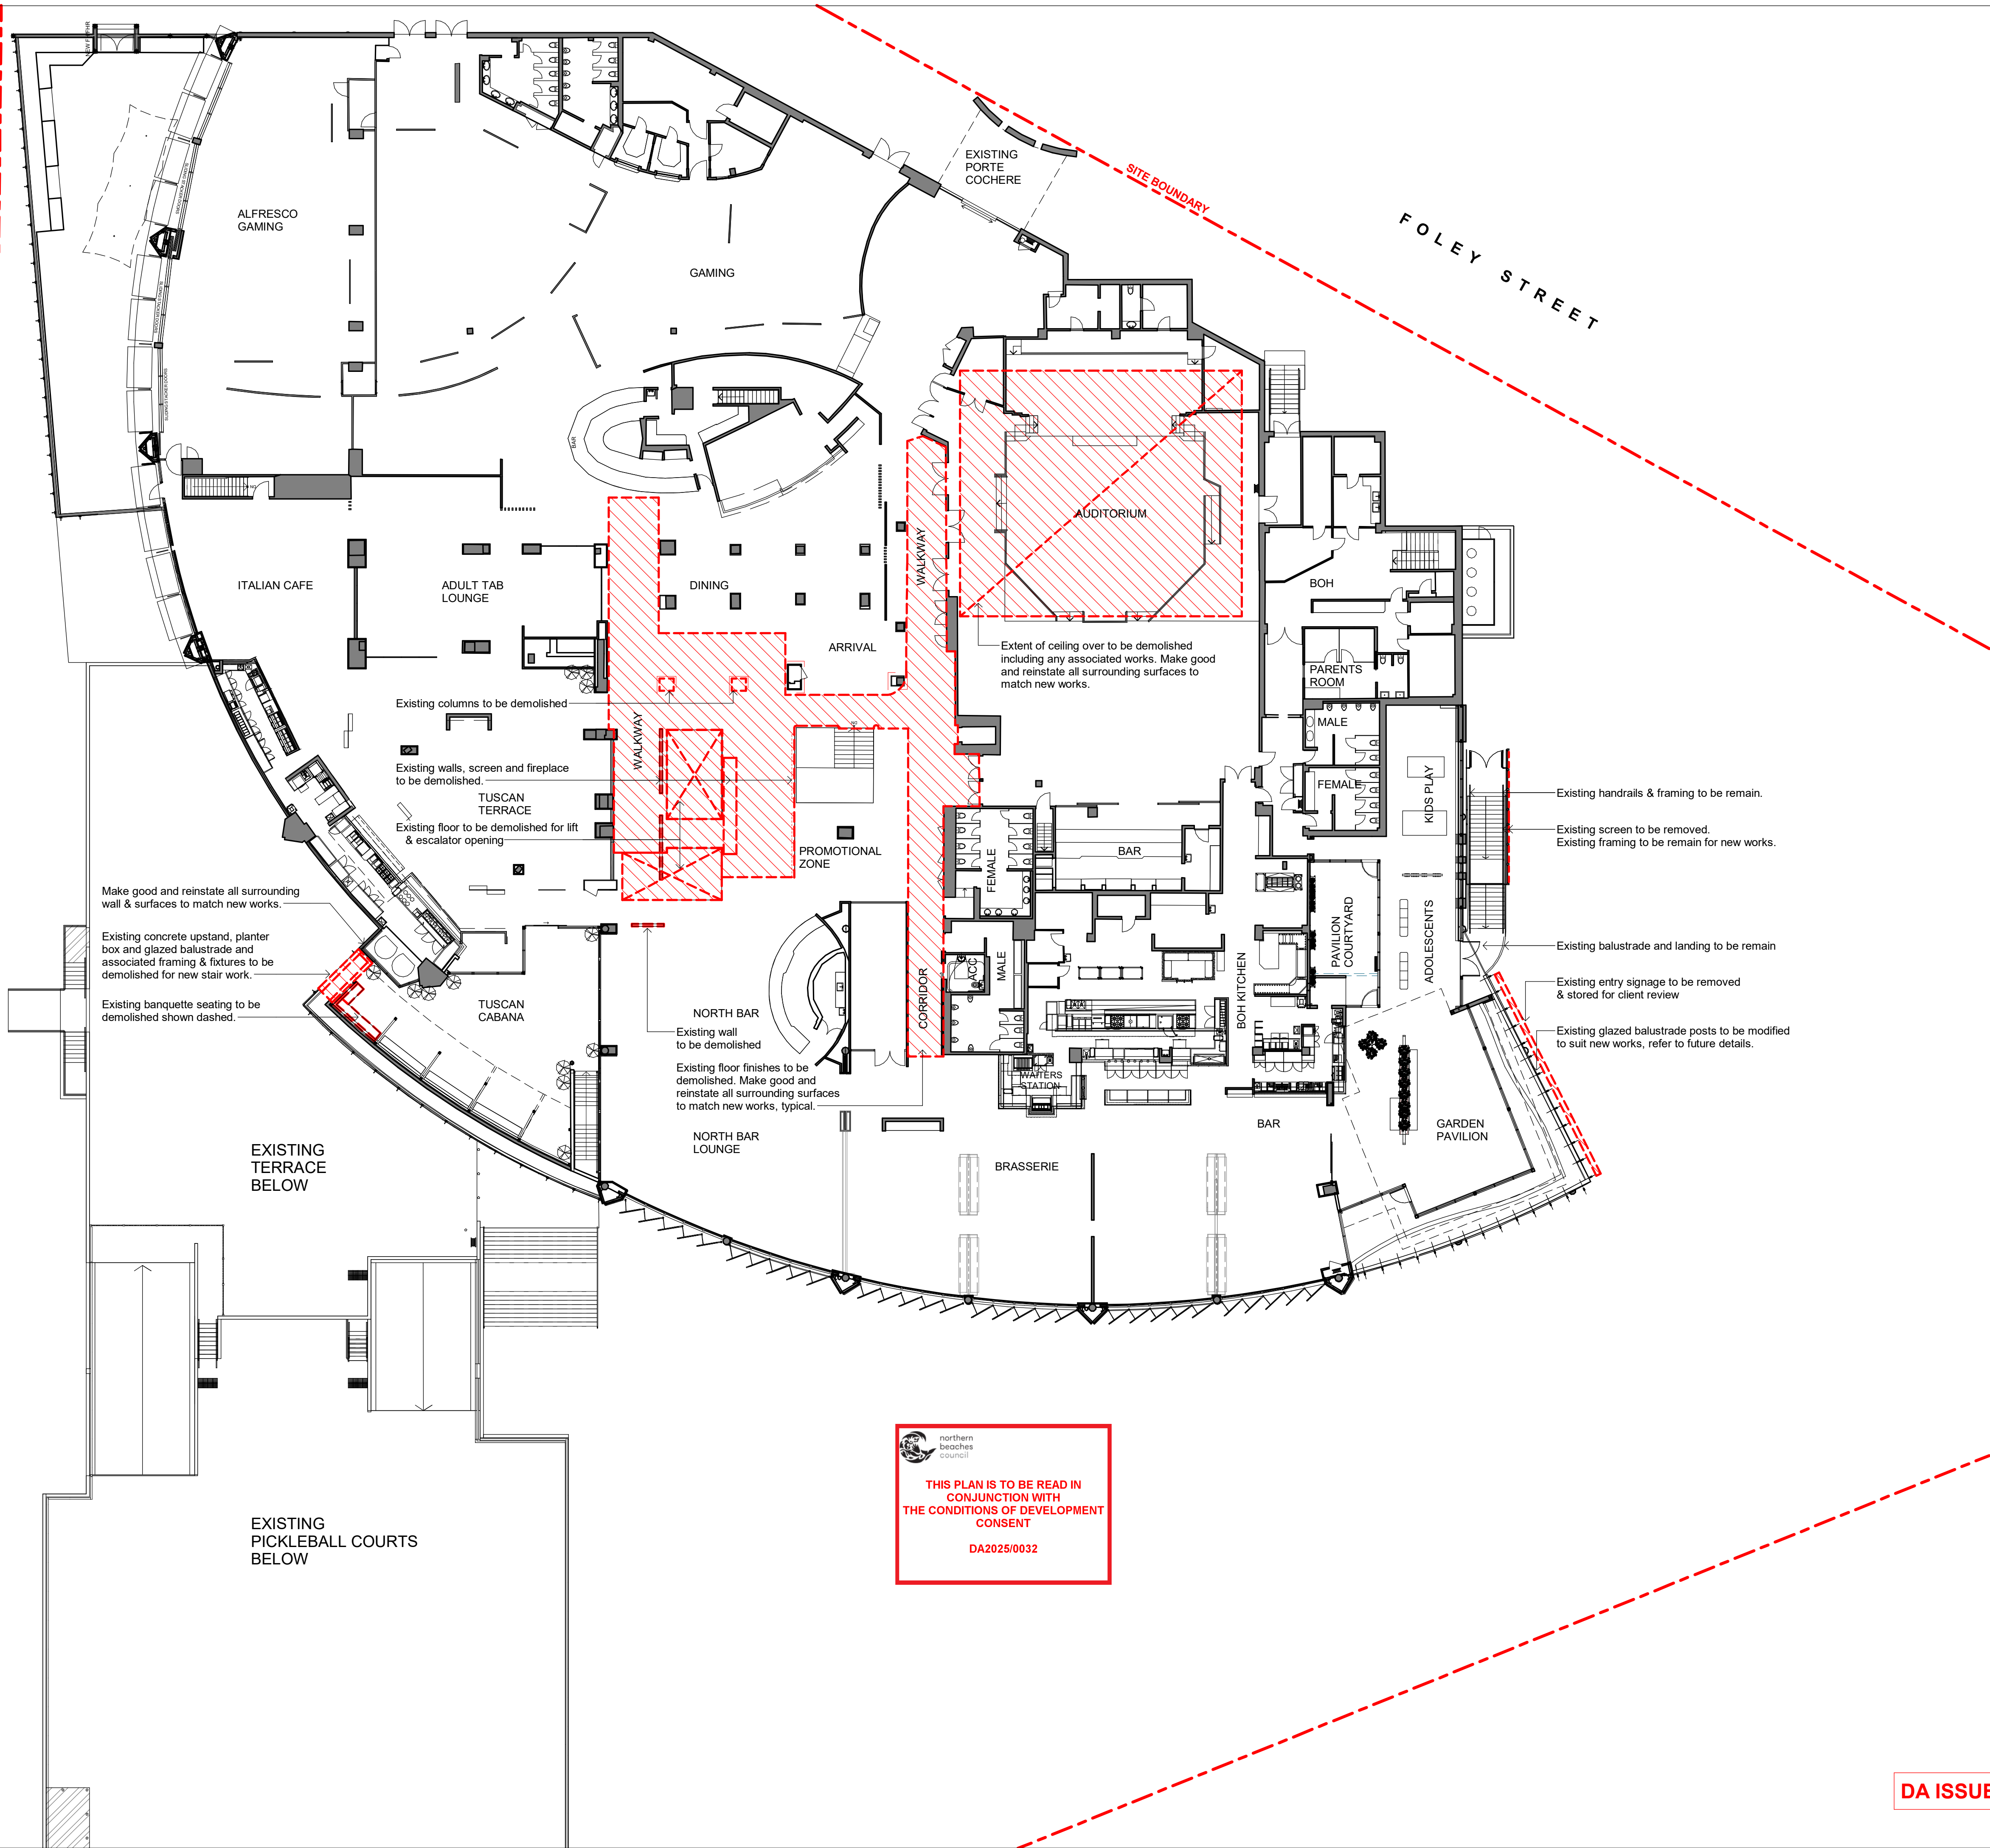 EXISTING
PORTE
COCHERE
SITE BOUNDARY
FOLEY STREET
ALFRESCO
GAMING
GAMING
SLIDING/STACKER DOORS
SLIDING/STACKER DOORS
SLIDING/STACKER DOORS
BAR
AUDITORIUM
WALKWAY
ITALIAN CAFE
ADULT TAB
LOUNGE
DINING
BOH
ARRIVAL
Extent of ceiling over to be demolished
including any associated works. Make good
and reinstate all surrounding surfaces to
match new works.
PARENTS
ROOM
Existing columns to be demolished
MALE
WALKWAY
Existing walls, screen and fireplace
to be demolished.
FEMALE
KIDS PLAY
Existing handrails & framing to be remain.
TUSCAN
TERRACE
Existing floor to be demolished for lift
& escalator opening
Existing screen to be removed.
Existing framing to be remain for new works.
PROMOTIONAL
ZONE
BAR
FEMALE
Make good and reinstate all surrounding
wall & surfaces to match new works.
Existing concrete upstand, planter
box and glazed balustrade and
associated framing & fixtures to be
demolished for new stair work.
Existing banquette seating to be
demolished shown dashed.
PAVILION
COURTYARD
ADOLESCENTS
Existing balustrade and landing to be remain
MALE
ACC
CORRIDOR
BOH KITCHEN
Existing entry signage to be removed
& stored for client review
TUSCAN
CABANA
NORTH BAR
Existing wall
to be demolished
Existing glazed balustrade posts to be modified
to suit new works, refer to future details.
Existing floor finishes to be
demolished. Make good and
reinstate all surrounding surfaces
to match new works, typical.
WAITERS
STATION
BAR
GARDEN
PAVILION
NORTH BAR
LOUNGE
BRASSERIE
EXISTING
TERRACE
BELOW
northern
beaches
council
THIS PLAN IS TO BE READ IN
CONJUNCTION WITH
THE CONDITIONS OF DEVELOPMENT
CONSENT
DA2025/0032
EXISTING
PICKLEBALL COURTS
BELOW
DA ISSUE